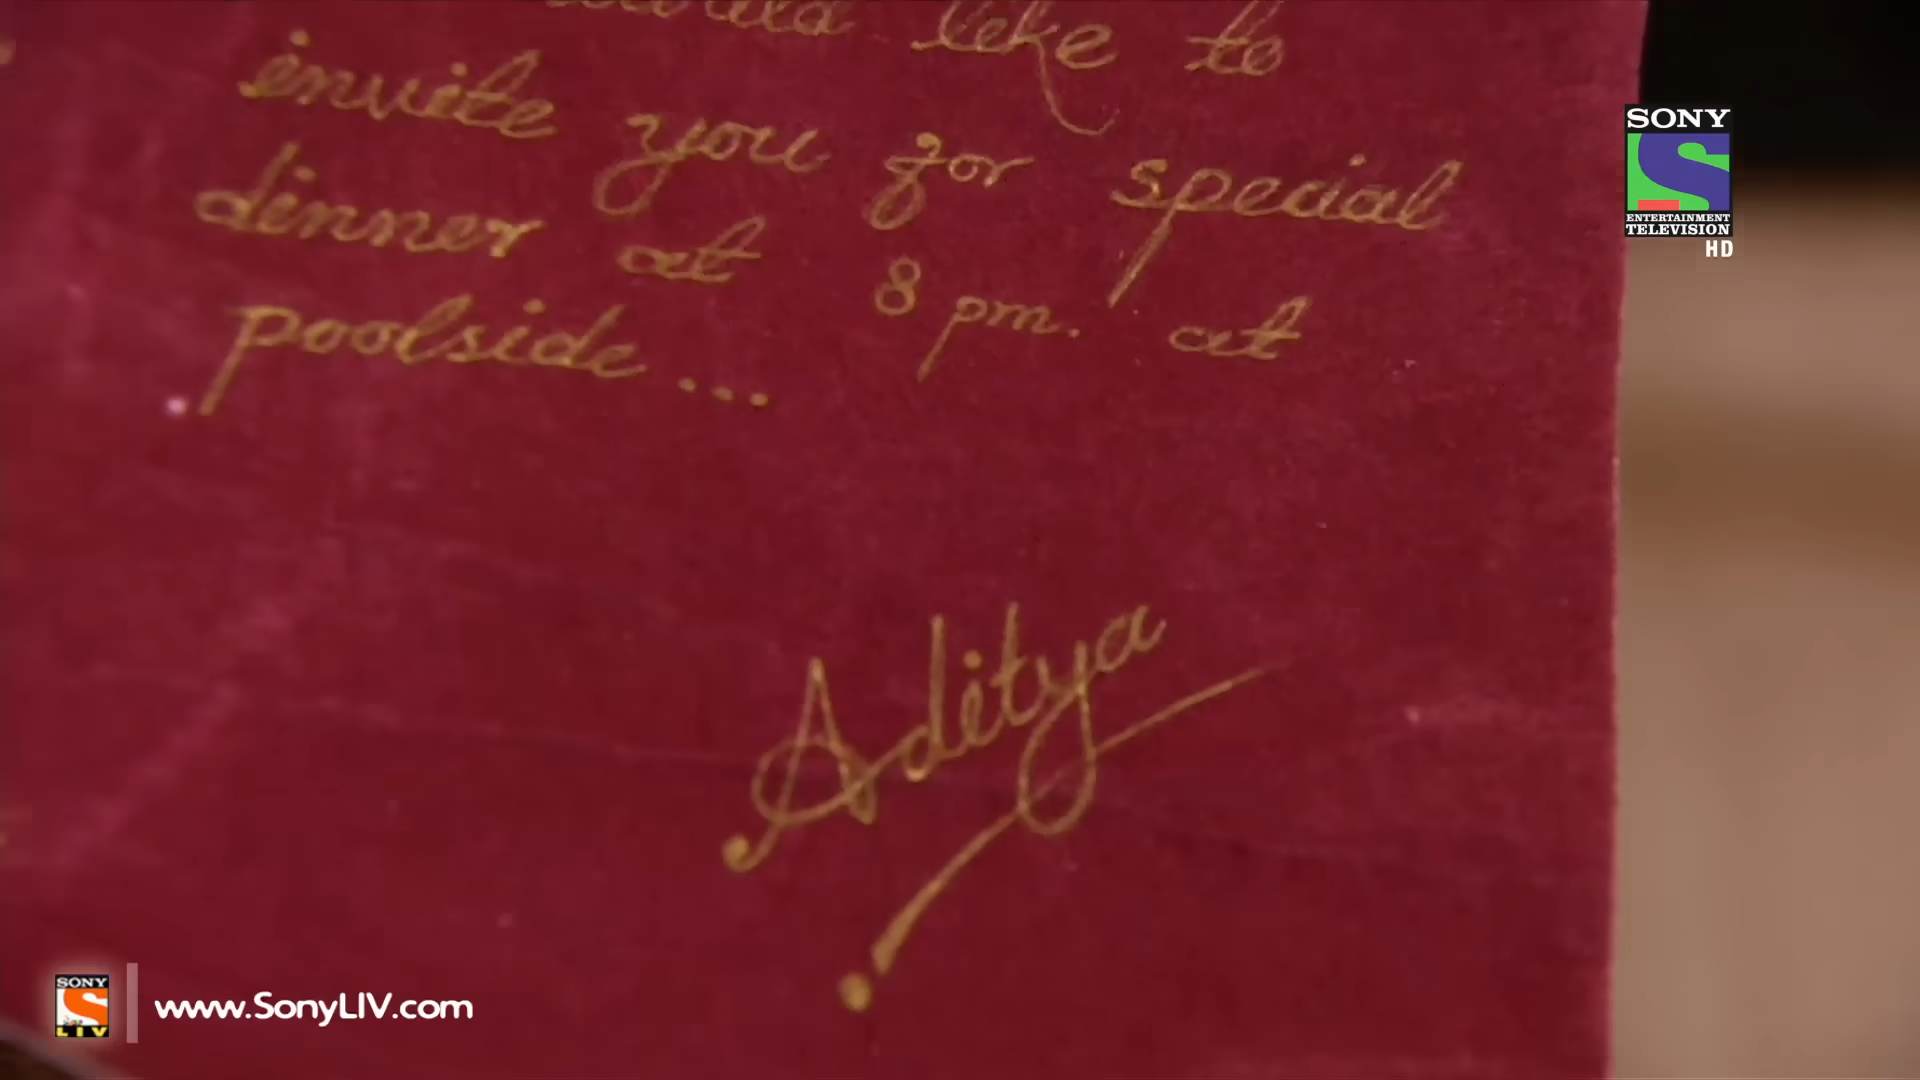 would like to
invite you for special
dinner at 8 pm. at
poolside...
Aditya
SONY
ENTERTAINMENT
TELEVISION
HD
SONY
LIV
www.SonyLIV.com